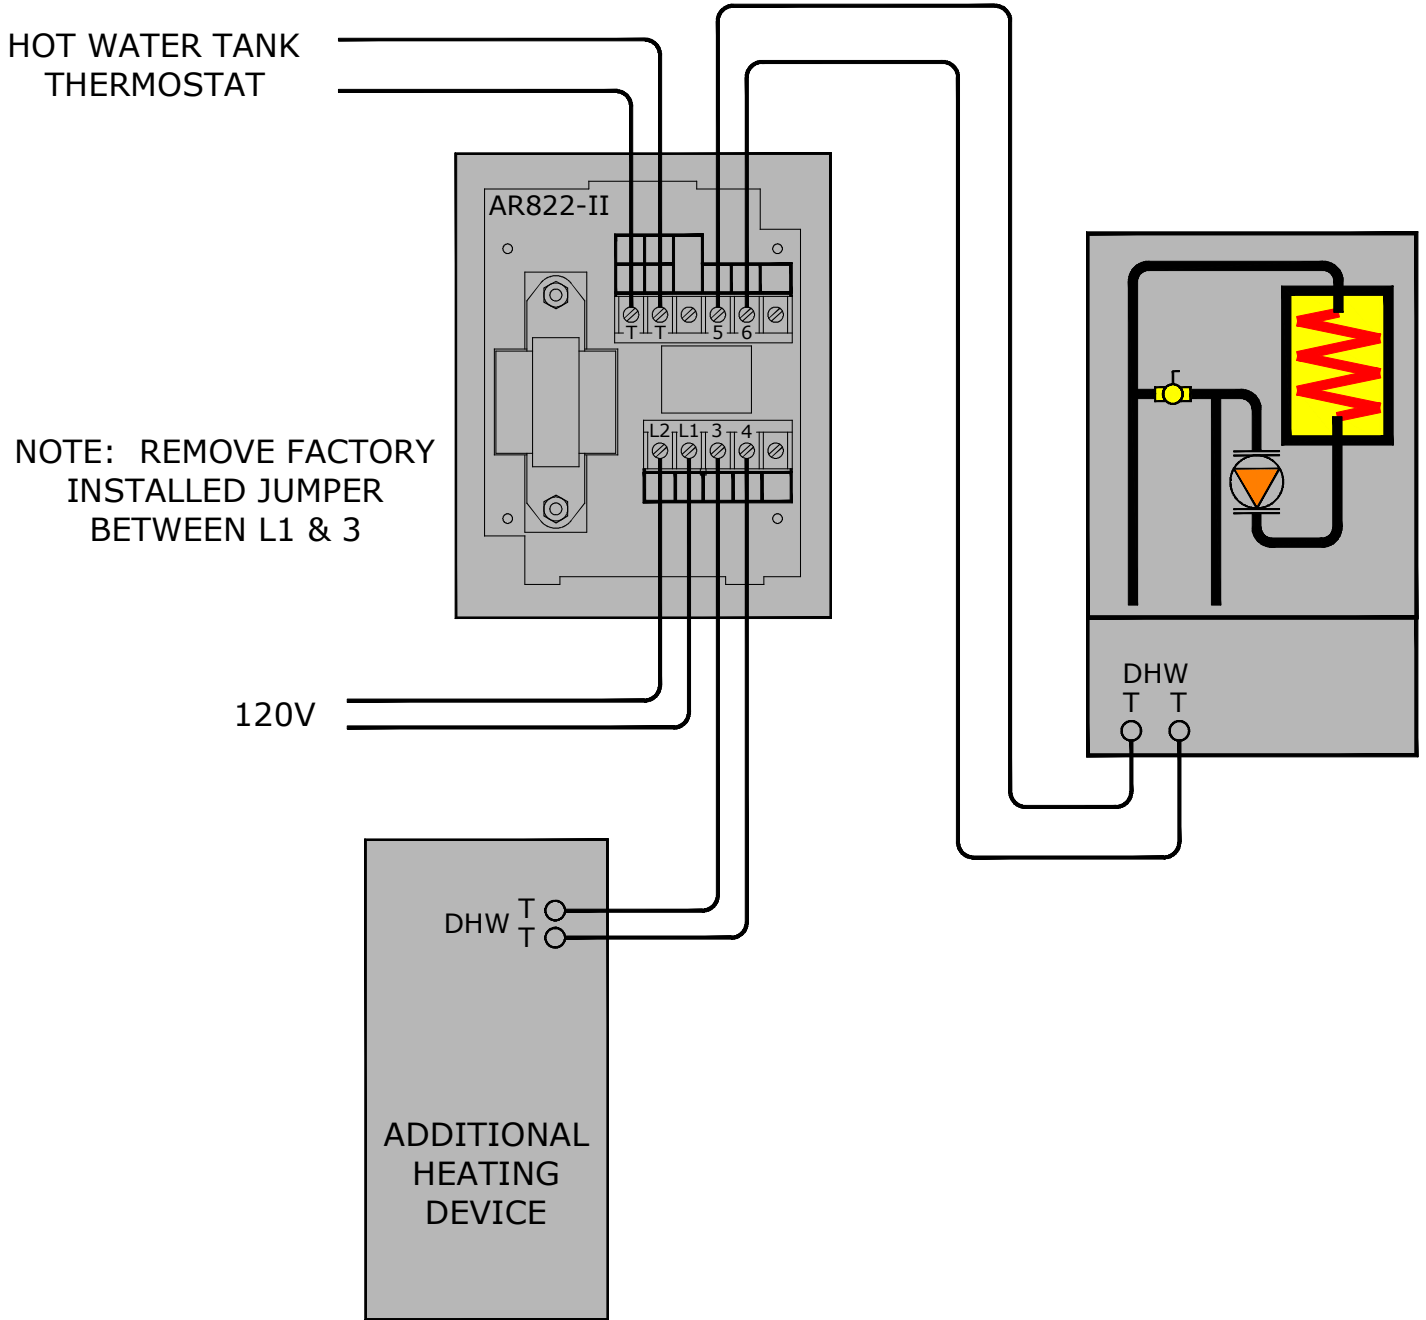 HOT WATER TANK
THERMOSTAT
AR822-II
T T 5 6
L2 L1 3 4
NOTE: REMOVE FACTORY
INSTALLED JUMPER
BETWEEN L1 & 3
120V
DHW
T T
DHW
T
T
ADDITIONAL
HEATING
DEVICE